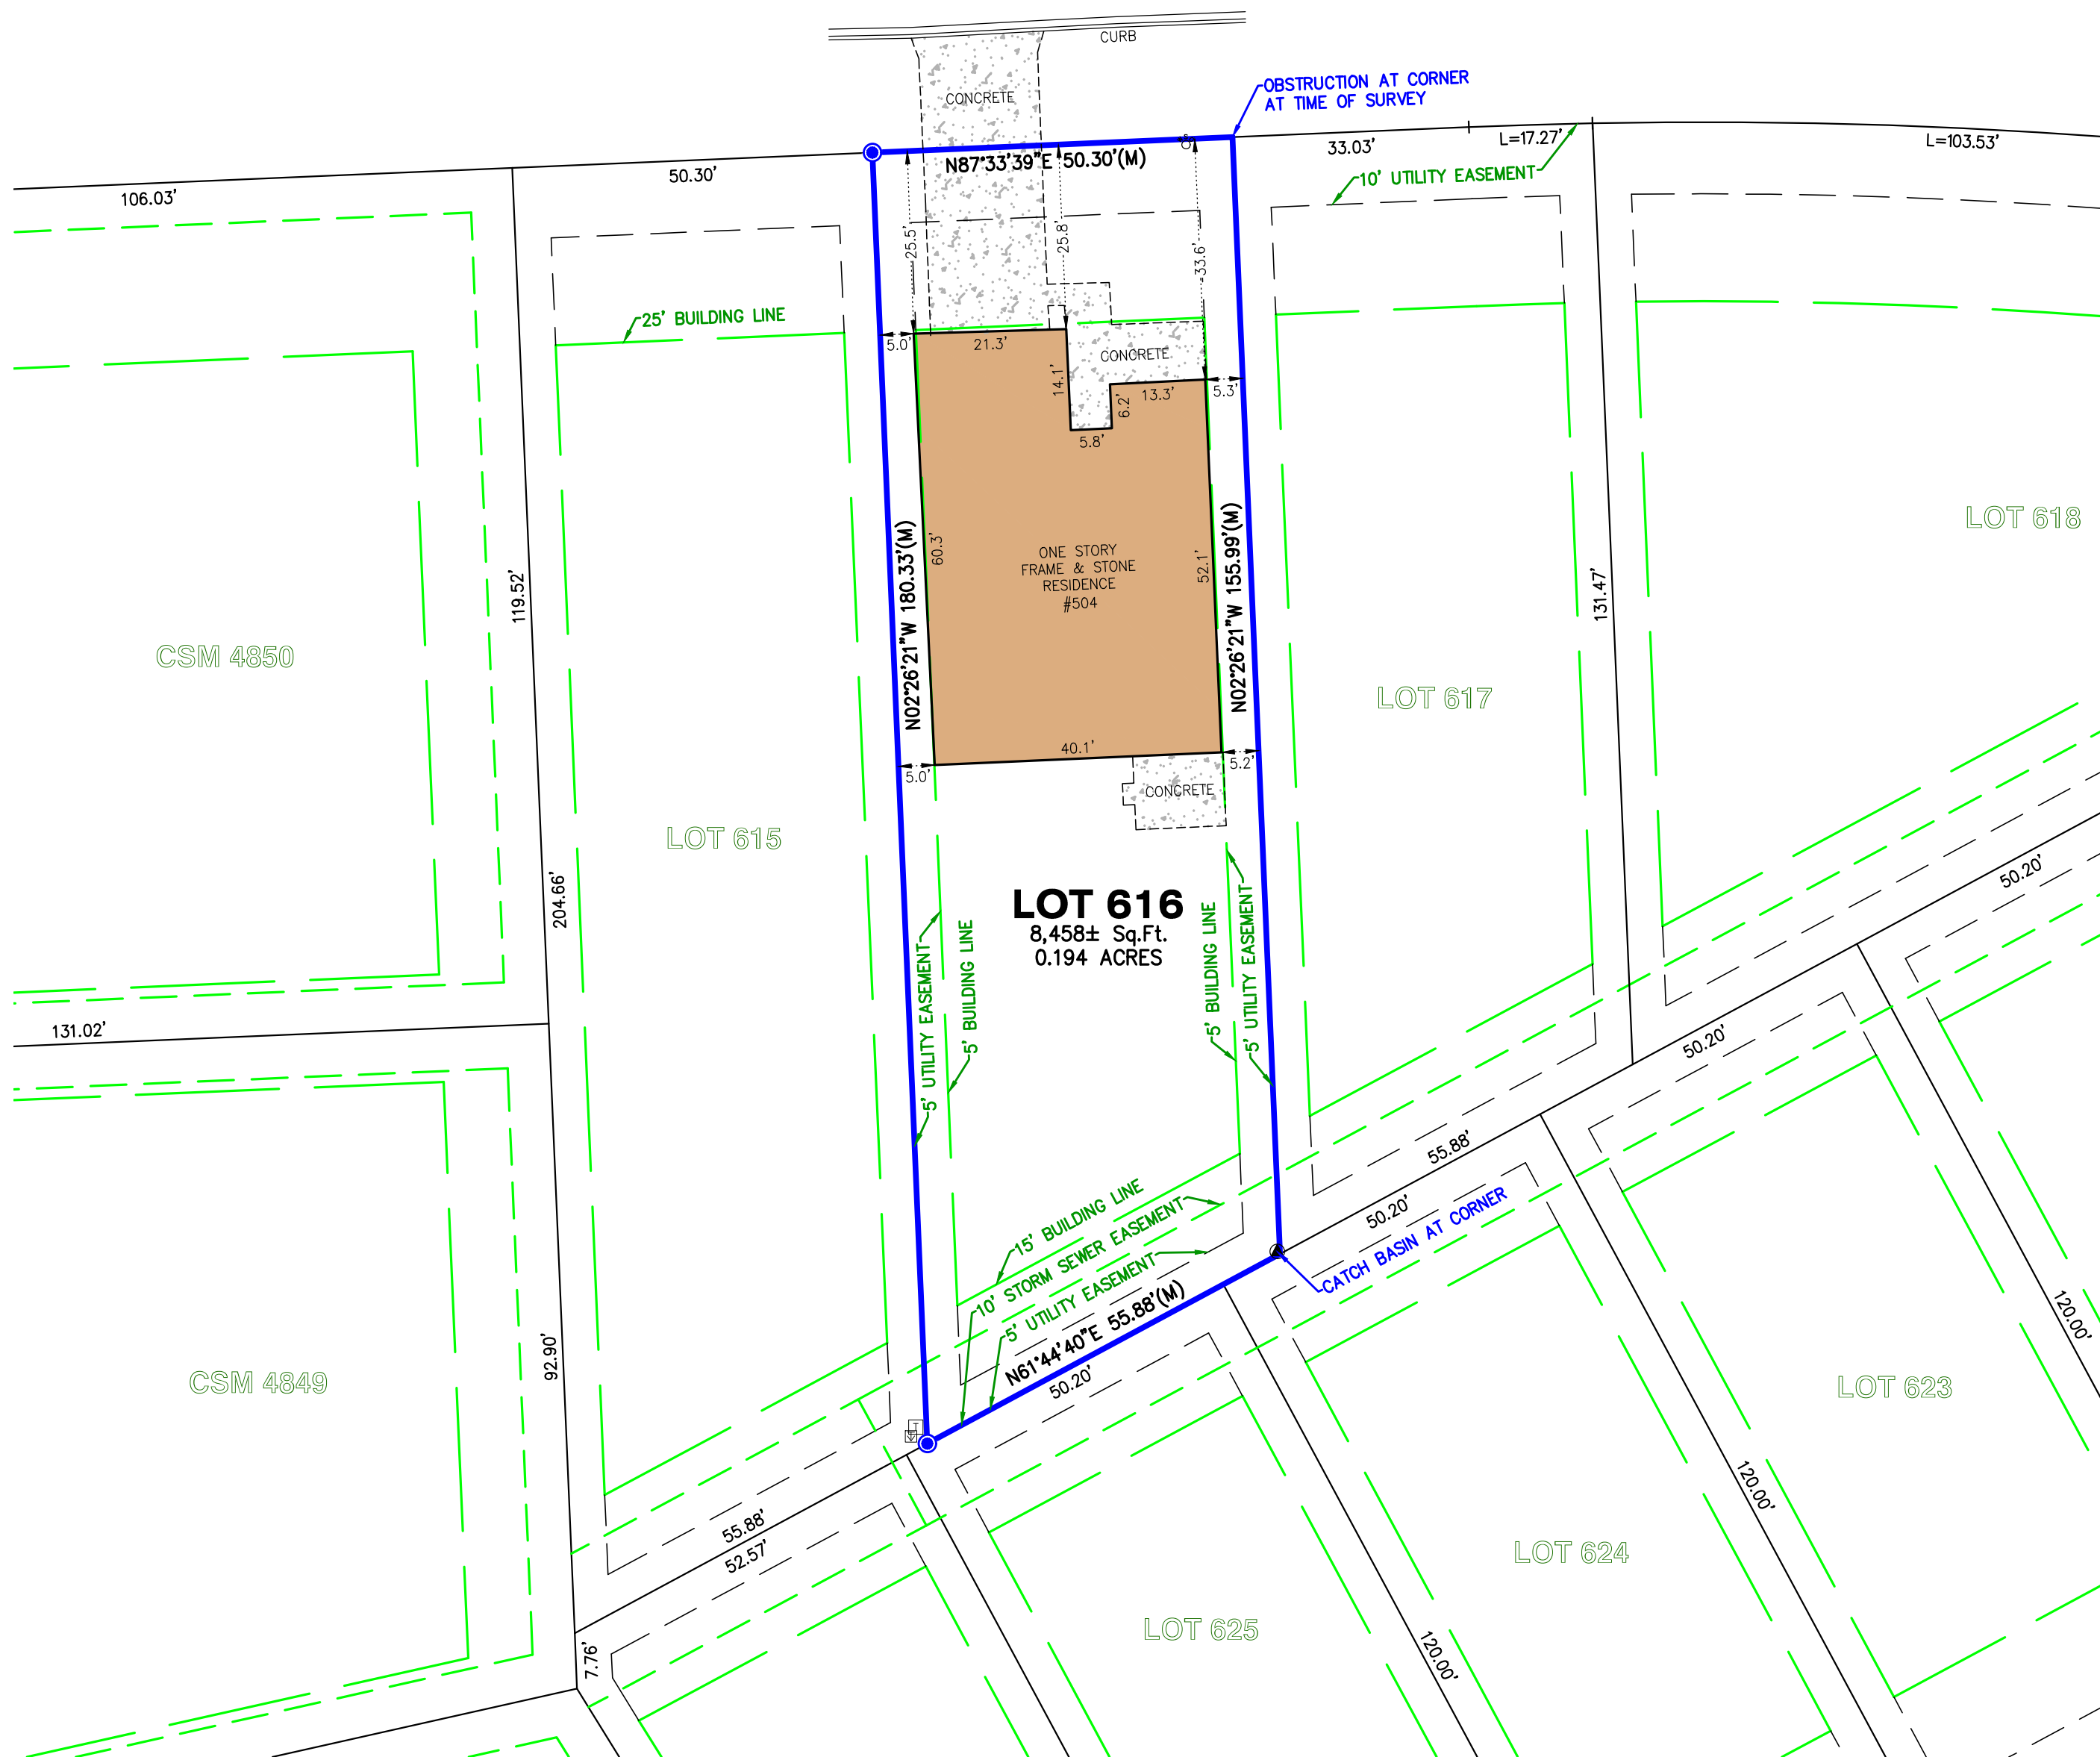 CURB
CONCRETE
OBSTRUCTION AT CORNER
AT TIME OF SURVEY
106.03'
50.30'
N87°33'39"E 50.30'(M)
33.03'
L=17.27'
L=103.53'
10' UTILITY EASEMENT
25.5'
25.8'
33.6'
25' BUILDING LINE
5.0'
21.3'
14.1'
CONCRETE
13.3'
6.2'
5.3'
5.8'
119.52'
N02°26'21"W 180.33'(M)
60.3'
ONE STORY
FRAME & STONE
RESIDENCE
#504
52.1'
N02°26'21"W 155.99'(M)
131.47'
LOT 618
CSM 4850
LOT 617
5.0'
40.1'
5.2'
CONCRETE
LOT 615
204.66'
LOT 616
8,458± Sq.Ft.
0.194 ACRES
5' UTILITY EASEMENT
5' BUILDING LINE
5' BUILDING LINE
5' UTILITY EASEMENT
50.20'
131.02'
50.20'
55.88'
50.20'
15' BUILDING LINE
10' STORM SEWER EASEMENT
5' UTILITY EASEMENT
N61°44'40"E 55.88'(M)
50.20'
CATCH BASIN AT CORNER
120.00'
92.90'
CSM 4849
LOT 623
T
55.88'
52.57'
120.00'
LOT 624
LOT 625
7.76'
120.00'